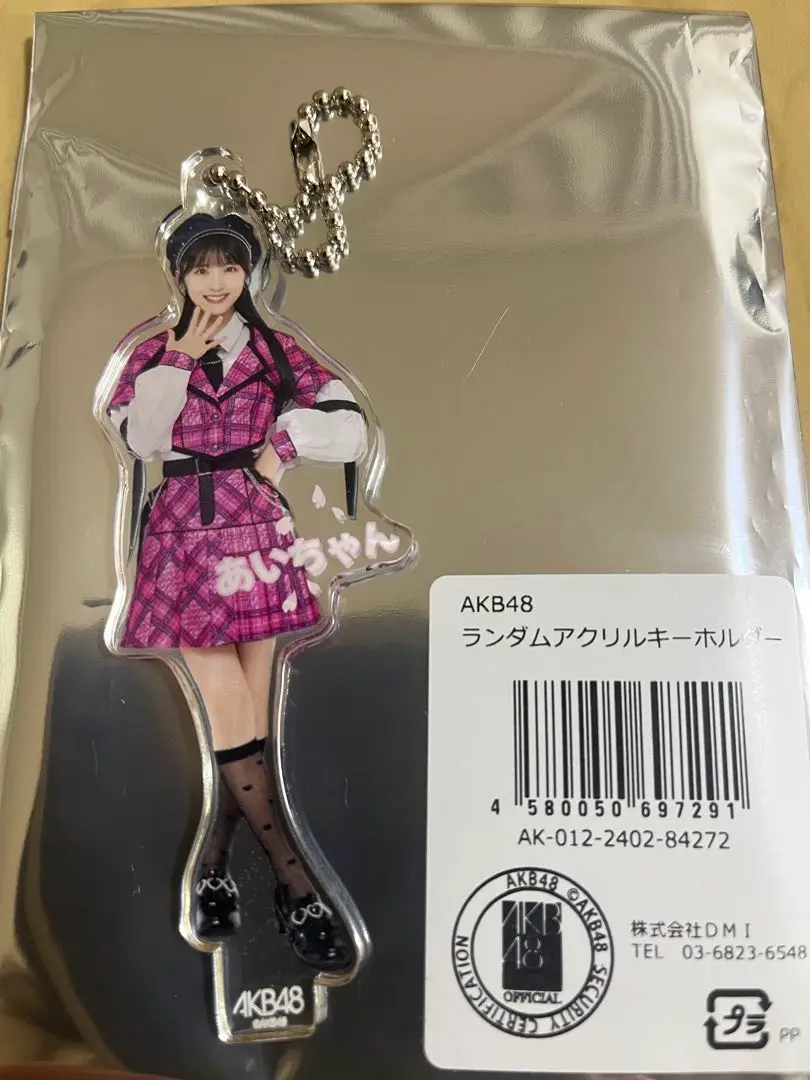 あいちゃん
AKB48
©AKB48
AKB48
ランダムアクリルキーホルダー
4 580050 697291
AK-012-2402-84272
AKB48 ©AKB48 SECURITY CERTIFICATION
AKB
48
OFFICIAL
株式会社DMI
TEL 03-6823-6548
プラ
PP